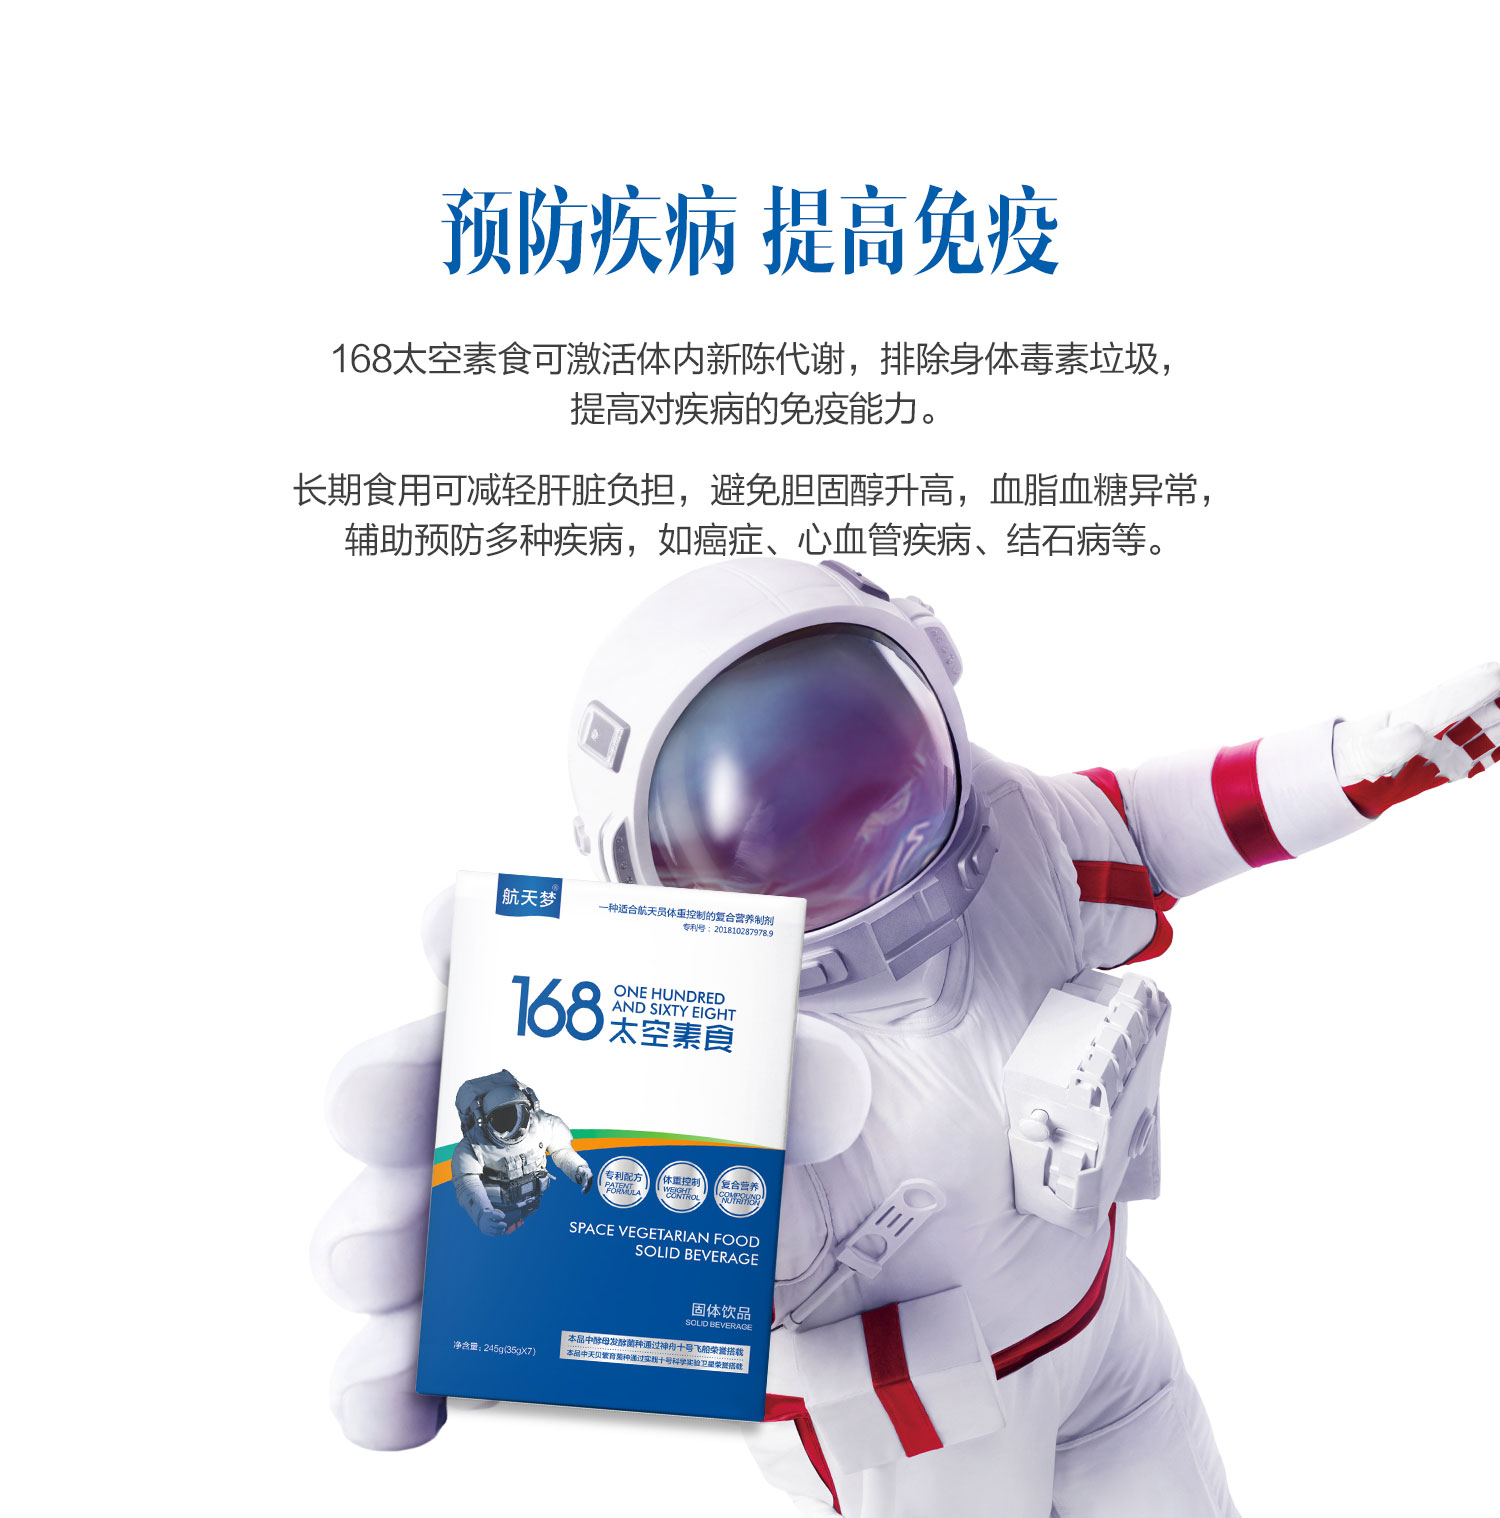 预防疾病 提高免疫
168太空素食可激活体内新陈代谢，排除身体毒素垃圾，
提高对疾病的免疫能力。
长期食用可减轻肝脏负担，避免胆固醇升高，血脂血糖异常，
辅助预防多种疾病，如癌症、心血管疾病、结石病等。
航天梦®
一种适合航天员体重控制的复合营养制剂
专利号：201810287978.9
168
ONE HUNDRED
AND SIXTY EIGHT
太空素食
专利配方
PATENT
FORMULA
体重控制
WEIGHT
CONTROL
复合营养
COMPOUND
NUTRITION
SPACE VEGETARIAN FOOD
SOLID BEVERAGE
固体饮品
SOLID BEVERAGE
净含量：245g(35gX7)
本品中酵母发酵菌种通过神舟十号飞船荣誉搭载
本品中天贝繁育菌种通过实践十号科学实验卫星荣誉搭载